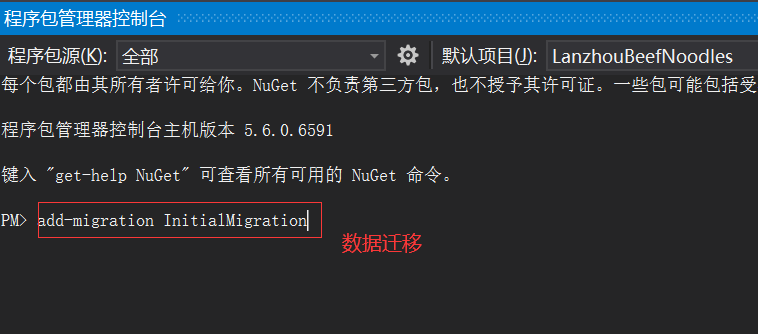 程序包管理器控制台
程序包源(K): 全部 默认项目(J): LanzhouBeefNoodles
每个包都由其所有者许可给你。NuGet 不负责第三方包，也不授予其许可证。一些包可能包括受
程序包管理器控制台主机版本 5.6.0.6591
键入 "get-help NuGet" 可查看所有可用的 NuGet 命令。
PM> add-migration InitialMigration
数据迁移